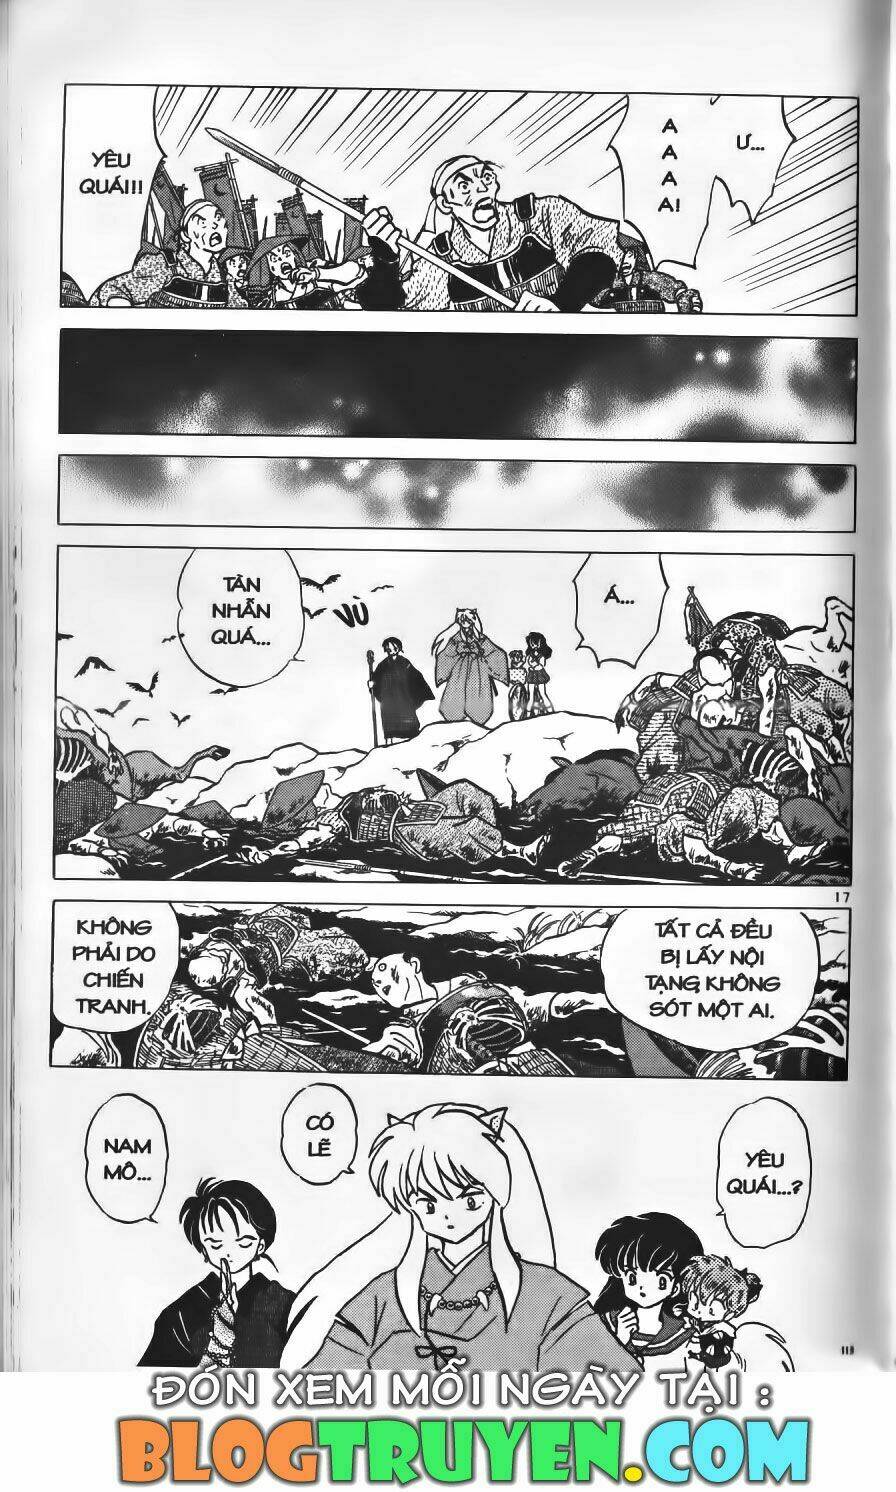 Ư...
A
A
A
A
A!
YÊU
QUÁI!!!
Á...
VÙ
TÀN
NHẪN
QUÁ...
17
TẤT CẢ ĐỀU
BỊ LẤY NỘI
TẠNG, KHÔNG
SÓT MỘT AI.
KHÔNG
PHẢI DO
CHIẾN
TRANH.
YÊU
QUÁI...?
CÓ
LẼ
NAM
MÔ...
ĐÓN XEM MỖI NGÀY TẠI :
BLOGTRUYEN.COM